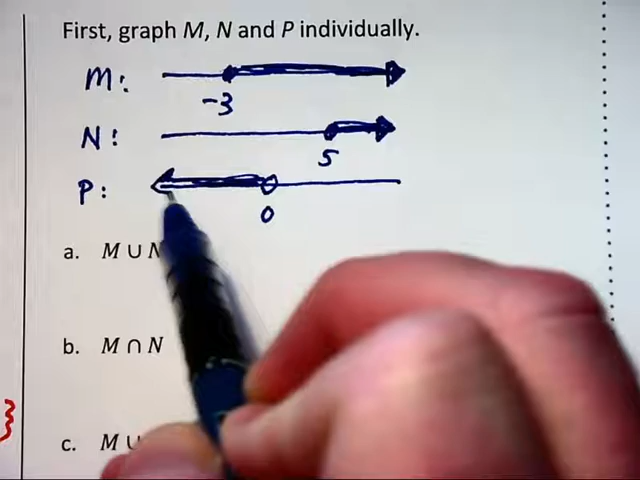 First, graph M, N and P individually.
M:
-3
N:
5
P:
0
a. M ∪ N
b. M ∩ N
c. M ∪